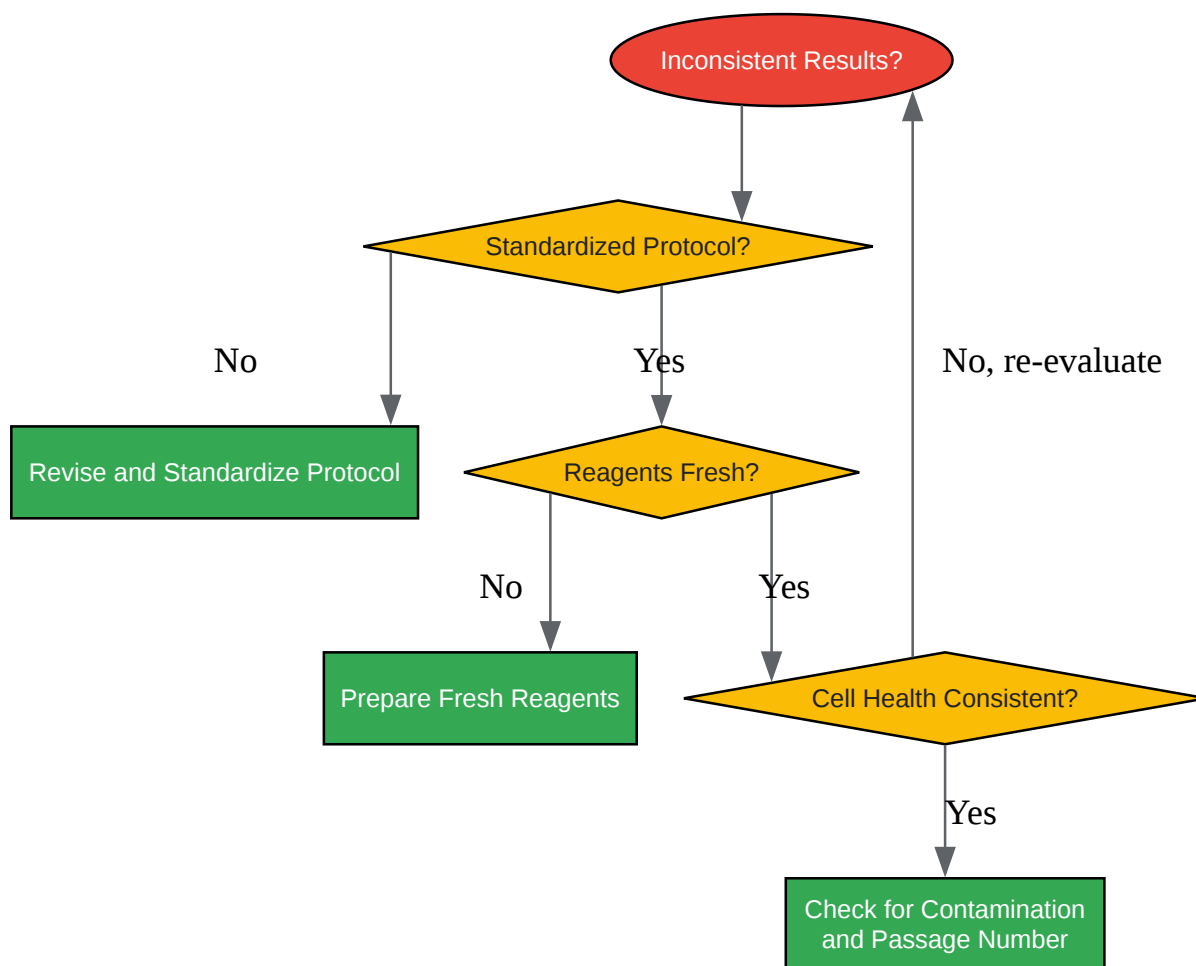 Inconsistent Results?
Standardized Protocol?
No
Yes
No, re-evaluate
Revise and Standardize Protocol
Reagents Fresh?
No
Yes
Prepare Fresh Reagents
Cell Health Consistent?
Yes
Check for Contamination
and Passage Number